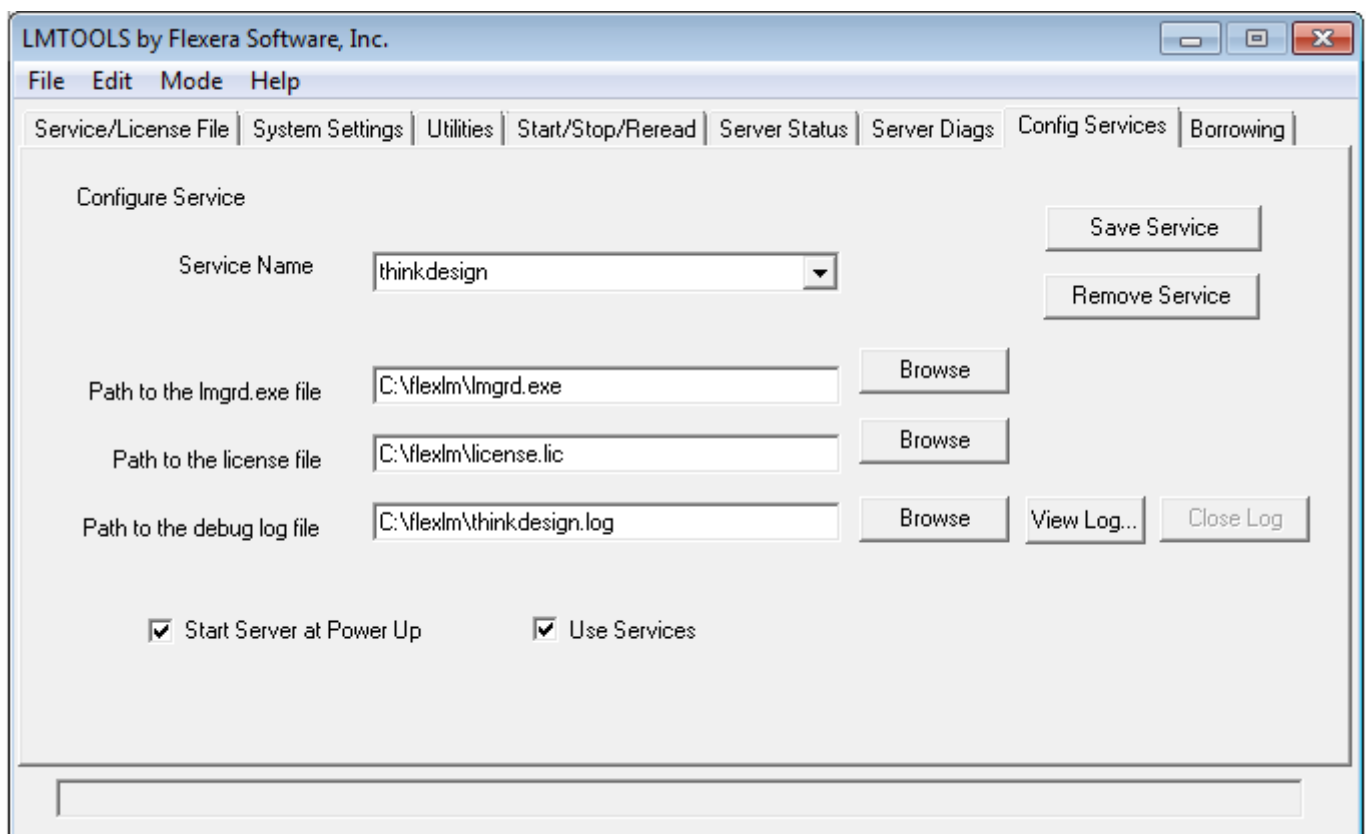 LMTOOLS by Flexera Software, Inc.
File Edit Mode Help
Service/License File System Settings Utilities Start/Stop/Reread Server Status Server Diags Config Services Borrowing
Configure Service
Save Service
Service Name thinkdesign
Remove Service
Path to the lmgrd.exe file C:\flexlm\lmgrd.exe Browse
Path to the license file C:\flexlm\license.lic Browse
Path to the debug log file C:\flexlm\thinkdesign.log Browse View Log... Close Log
Start Server at Power Up Use Services